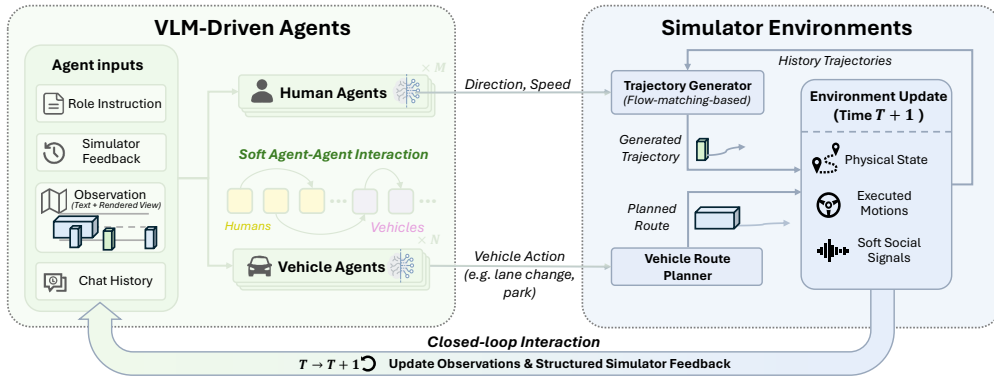 VLM-Driven Agents
Agent inputs
Role Instruction
Simulator
Feedback
Observation
(Text + Rendered View)
Chat History
× M
Human Agents
Soft Agent-Agent Interaction
Humans
Vehicles
× N
Vehicle Agents
Direction, Speed
Vehicle Action
(e.g. lane change,
park)
Simulator Environments
History Trajectories
Trajectory Generator
(Flow-matching-based)
Generated
Trajectory
Planned
Route
Vehicle Route
Planner
Environment Update
(Time T + 1 )
Physical State
Executed
Motions
Soft Social
Signals
Closed-loop Interaction
T → T + 1 Update Observations & Structured Simulator Feedback